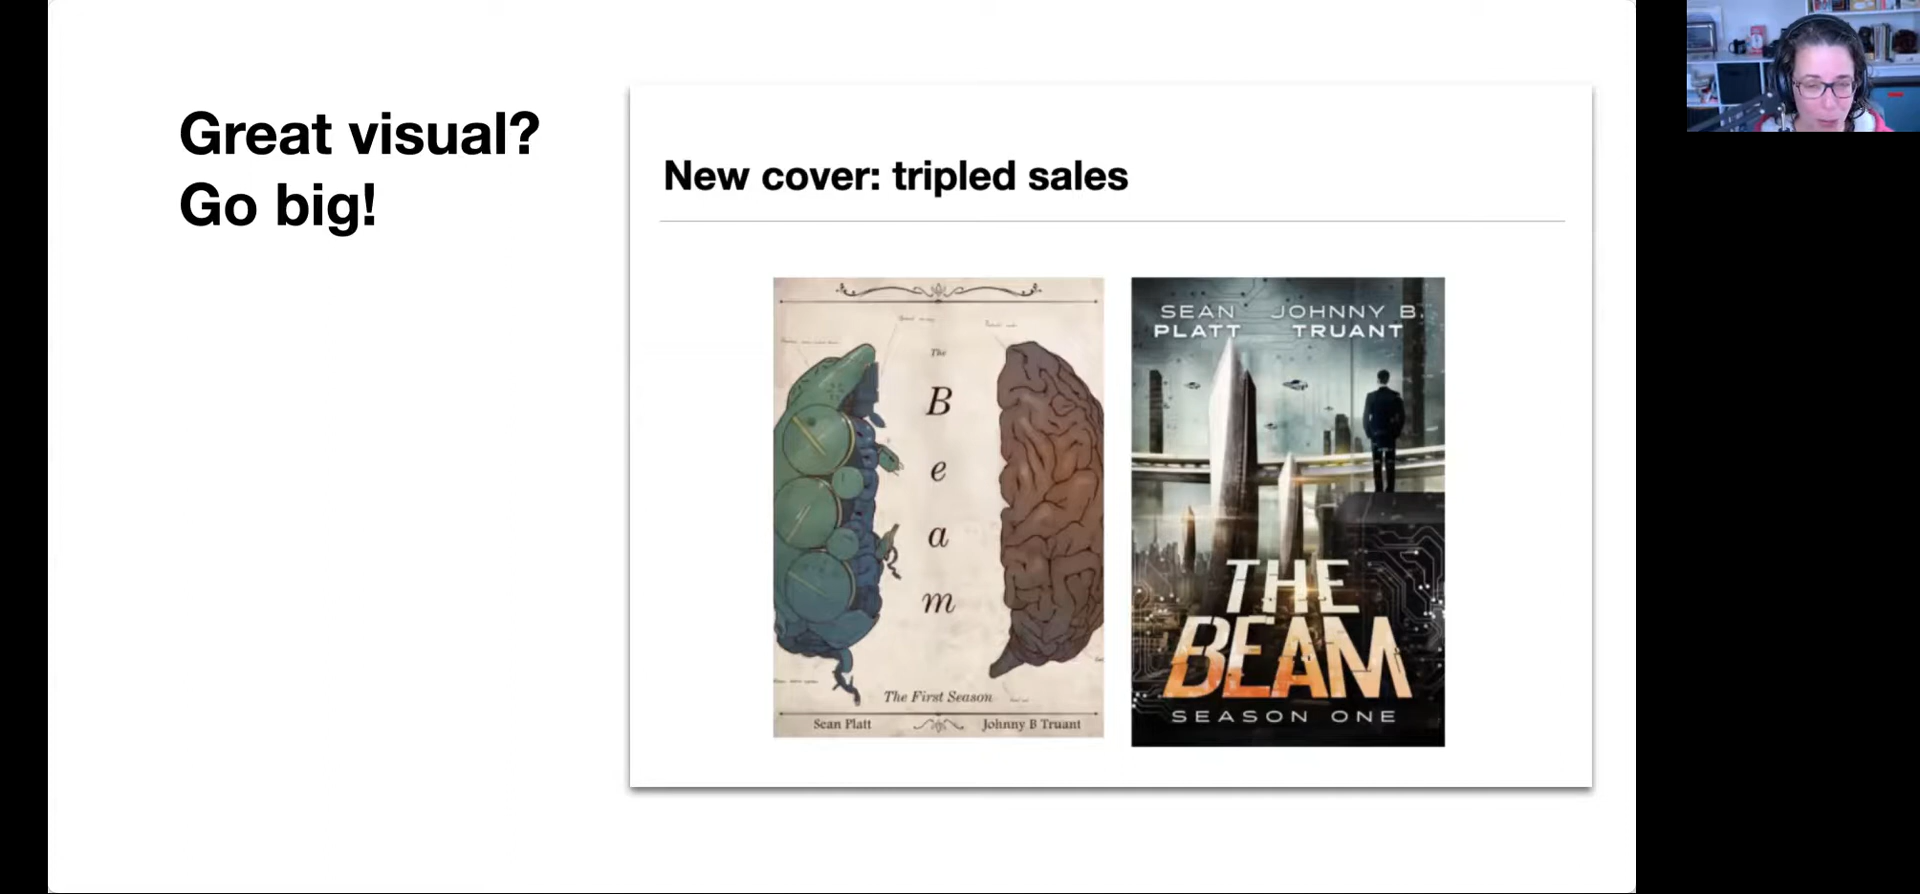 Great visual?
Go big!
New cover: tripled sales
The
B
e
a
m
The First Season
Sean Platt
Johnny B Truant
SEAN
PLATT
JOHNNY B.
TRUANT
THE
BEAM
SEASON ONE